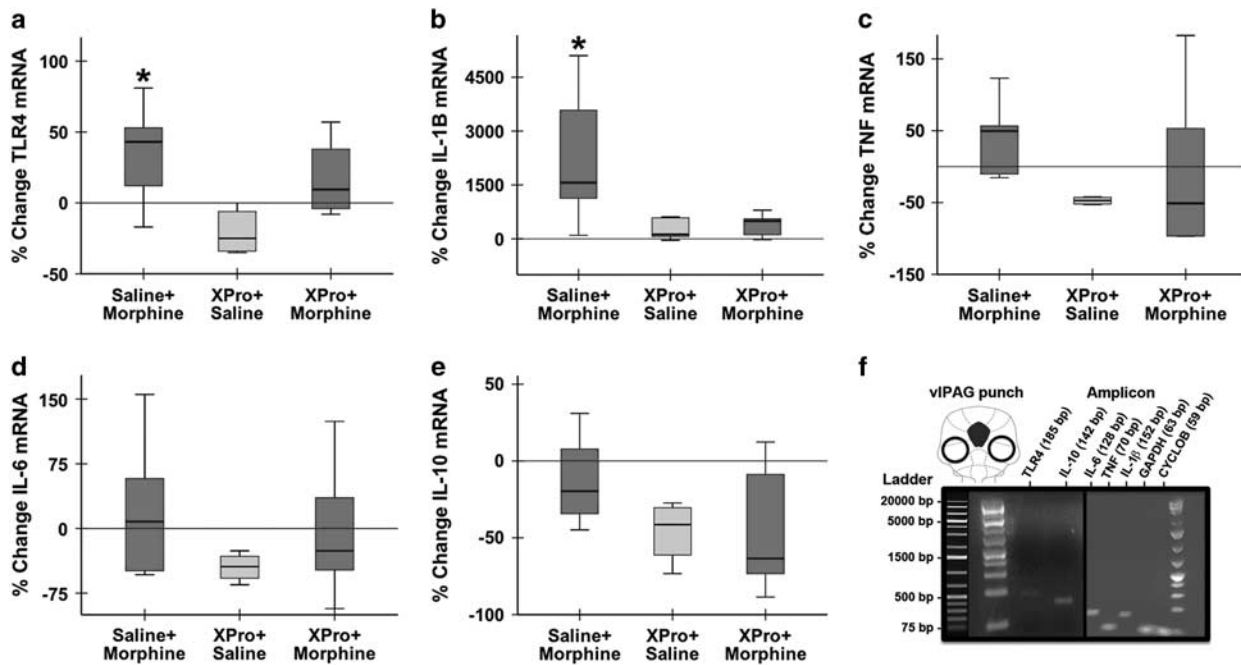 a
% Change TLR4 mRNA
100
50
0
-50
*
Saline+ Morphine
XPro+ Saline
XPro+ Morphine
b
% Change IL-1B mRNA
4500
3000
1500
0
*
Saline+ Morphine
XPro+ Saline
XPro+ Morphine
c
% Change TNF mRNA
150
50
-50
-150
Saline+ Morphine
XPro+ Saline
XPro+ Morphine
d
% Change IL-6 mRNA
150
75
0
-75
Saline+ Morphine
XPro+ Saline
XPro+ Morphine
e
% Change IL-10 mRNA
50
0
-50
-100
Saline+ Morphine
XPro+ Saline
XPro+ Morphine
f
vlPAG punch
Amplicon
TLR4 (185 bp)
IL-10 (142 bp)
IL-6 (128 bp)
TNF (70 bp)
IL-1β (152 bp)
GAPDH (63 bp)
CYCLOB (59 bp)
Ladder
20000 bp
5000 bp
1500 bp
500 bp
75 bp